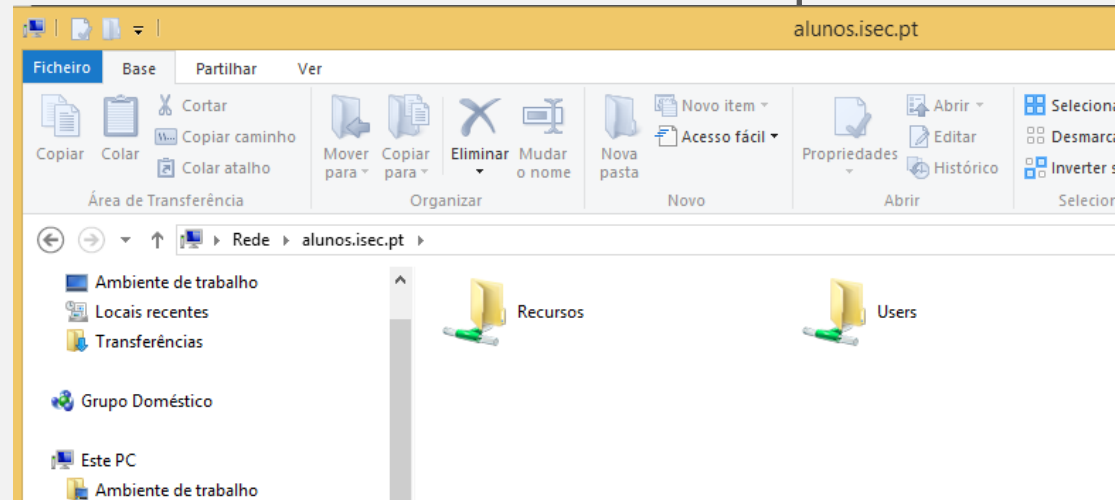 alunos.isec.pt
Ficheiro Base Partilhar Ver
Copiar
Colar
Cortar
Copiar caminho
Colar atalho
Área de Transferência
Mover para
Copiar para
Eliminar
Mudar o nome
Organizar
Nova pasta
Novo item
Acesso fácil
Novo
Propriedades
Abrir
Editar
Histórico
Abrir
Inverter
Rede alunos.isec.pt
Ambiente de trabalho
Locais recentes
Transferências
Grupo Doméstico
Este PC
Ambiente de trabalho
Recursos
Users